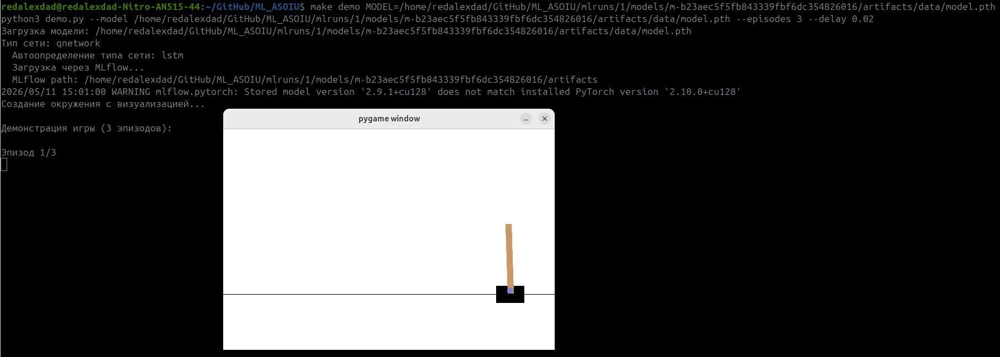 redalexdad@redalexdad-Nitro-AN515-44:~/GitHub/ML_ASOIU$ make demo MODEL=/home/redalexdad/GitHub/ML_ASOIU/mlruns/1/models/m-b23aec5f5fb843339fbf6dc354826016/artifacts/data/model.pth
python3 demo.py --model /home/redalexdad/GitHub/ML_ASOIU/mlruns/1/models/m-b23aec5f5fb843339fbf6dc354826016/artifacts/data/model.pth --episodes 3 --delay 0.02
Загрузка модели: /home/redalexdad/GitHub/ML_ASOIU/mlruns/1/models/m-b23aec5f5fb843339fbf6dc354826016/artifacts/data/model.pth
Тип сети: qnetwork
  Автоопределение типа сети: lstm
  Загрузка через MLflow...
  MLflow path: /home/redalexdad/GitHub/ML_ASOIU/mlruns/1/models/m-b23aec5f5fb843339fbf6dc354826016/artifacts
2026/05/11 15:01:00 WARNING mlflow.pytorch: Stored model version '2.9.1+cu128' does not match installed PyTorch version '2.10.0+cu128'
Создание окружения с визуализацией...
pygame window
Демонстрация игры (3 эпизодов):
Эпизод 1/3